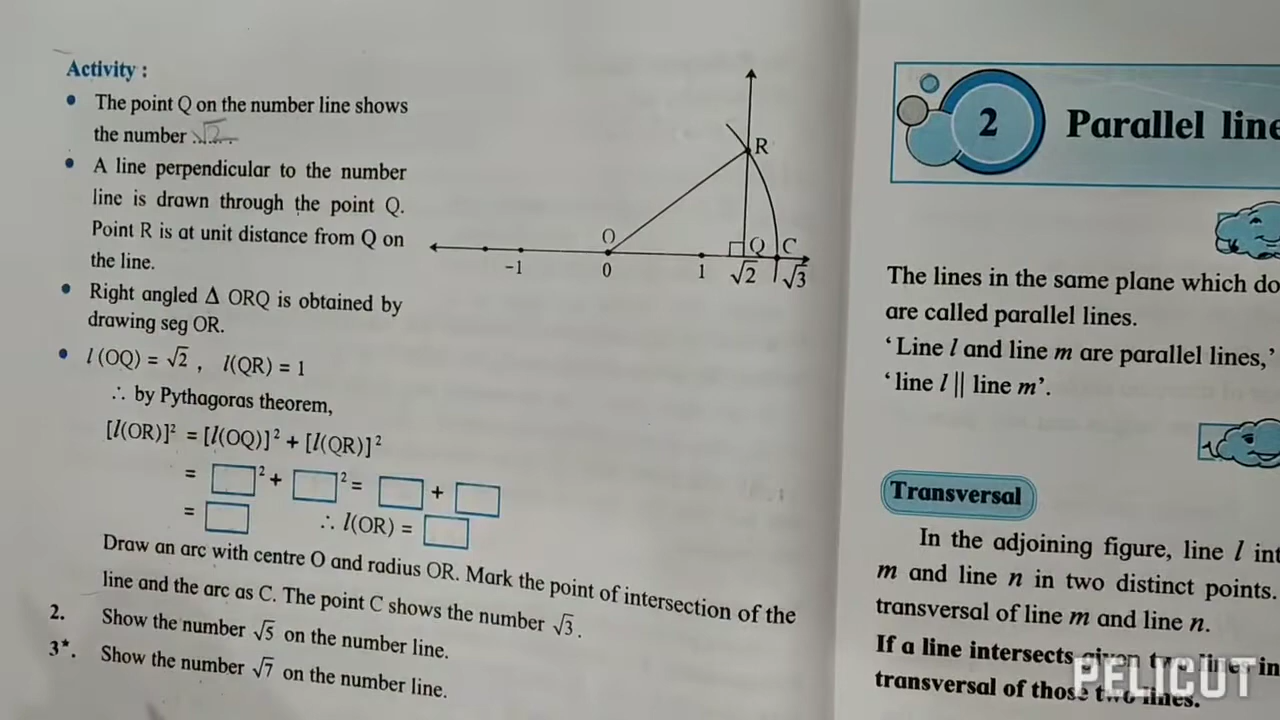 Activity :
• The point Q on the number line shows
the number √2
• A line perpendicular to the number
line is drawn through the point Q.
Point R is at unit distance from Q on
the line.
• Right angled Δ ORQ is obtained by
drawing seg OR.
• l(OQ) = √2 , l(QR) = 1
∴ by Pythagoras theorem,
[l(OR)]² = [l(OQ)]² + [l(QR)]²
= ² + ² = +
= ∴ l(OR) =
Draw an arc with centre O and radius OR. Mark the point of intersection of the
line and the arc as C. The point C shows the number √3 .
2. Show the number √5 on the number line.
3*. Show the number √7 on the number line.
R
O Q C
-1 0 1 √2 √3
2 Parallel line
The lines in the same plane which do
are called parallel lines.
‘Line l and line m are parallel lines,’
‘line l || line m’.
Transversal
In the adjoining figure, line l int
m and line n in two distinct points.
transversal of line m and line n.
If a line intersects given two lines in
transversal of those two lines.
PELICUT